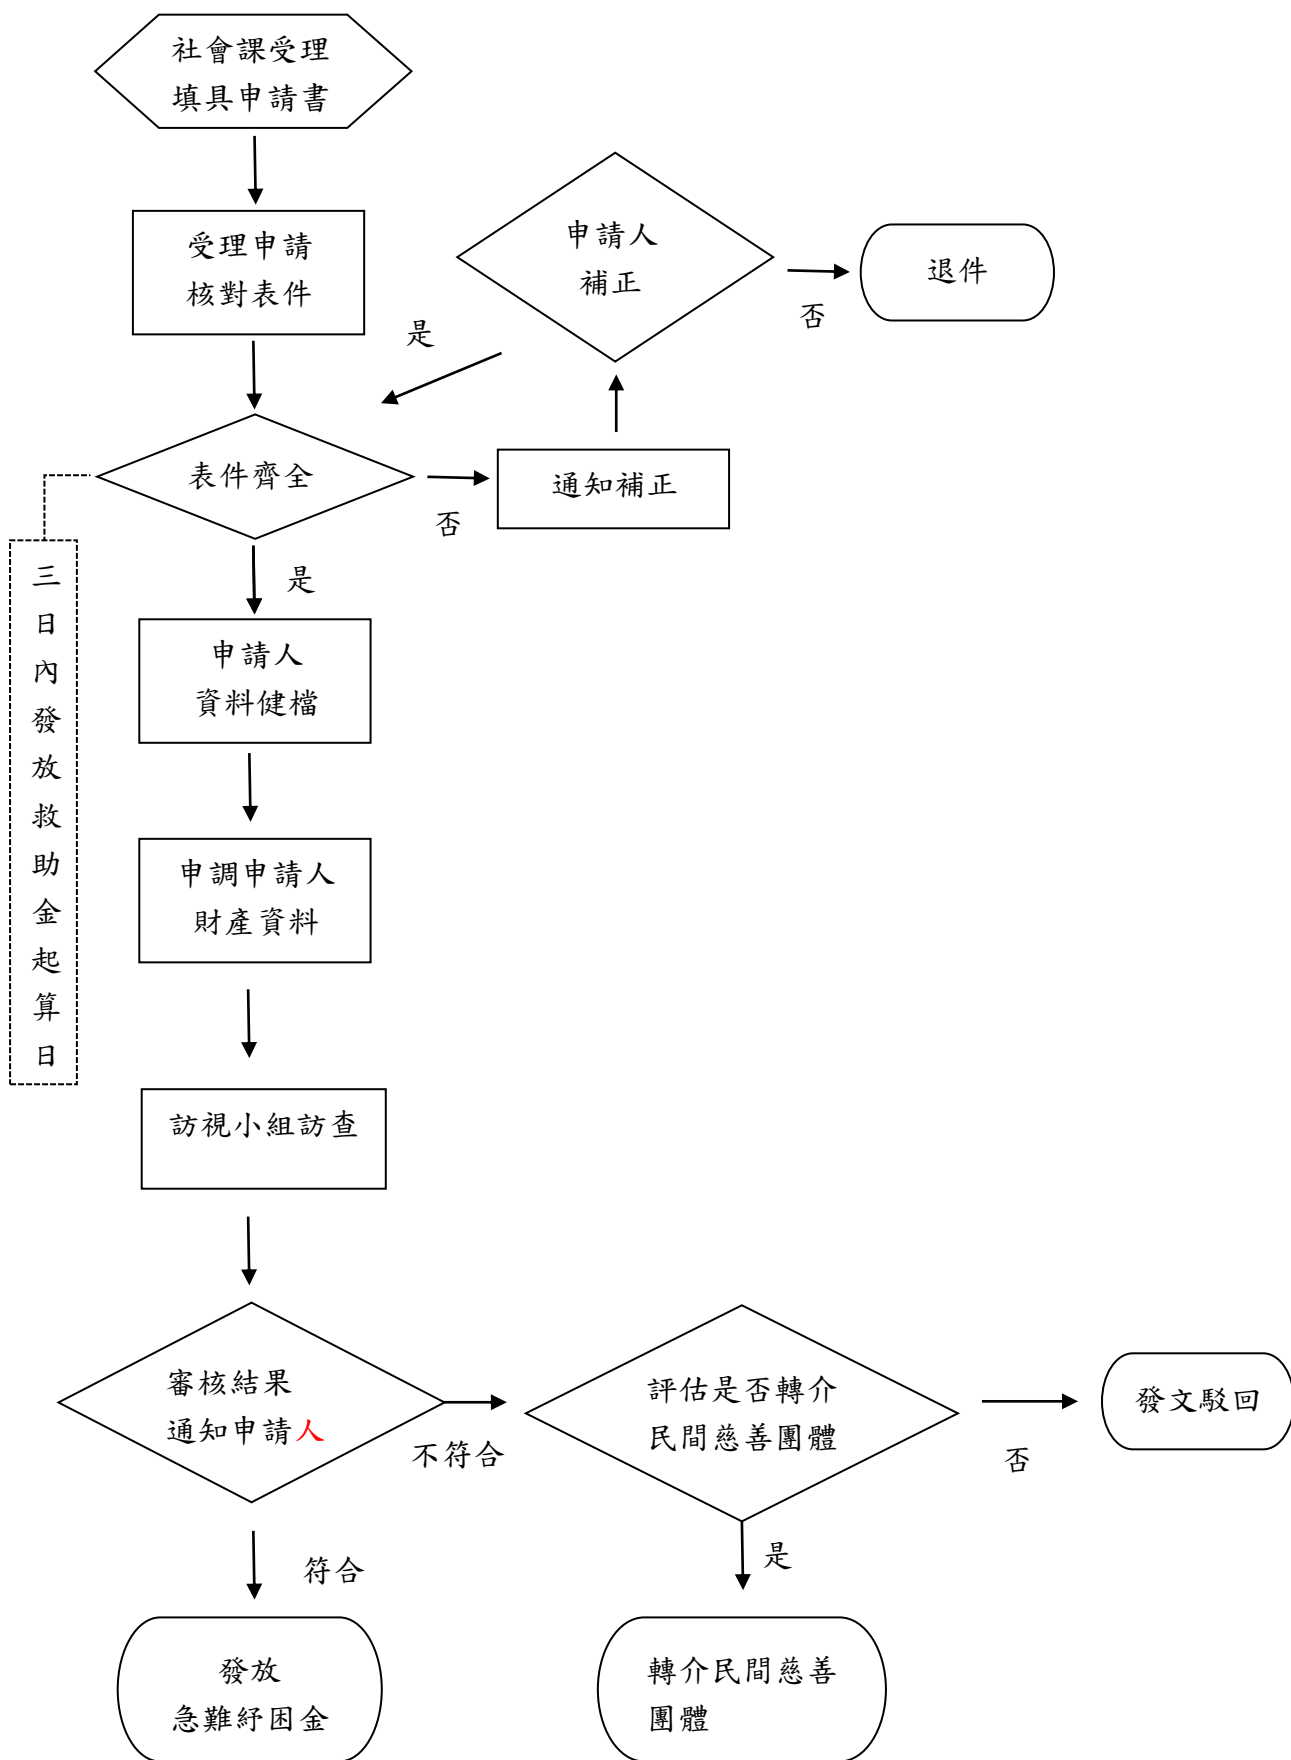 社會課受理
填具申請書
受理申請
核對表件
申請人
補正
退件
否
是
表件齊全
通知補正
否
是
三日內發放救助金起算日
申請人
資料健檔
申調申請人
財產資料
訪視小組訪查
審核結果
通知申請人
不符合
評估是否轉介
民間慈善團體
否
發文駁回
符合
是
發放
急難紓困金
轉介民間慈善
團體